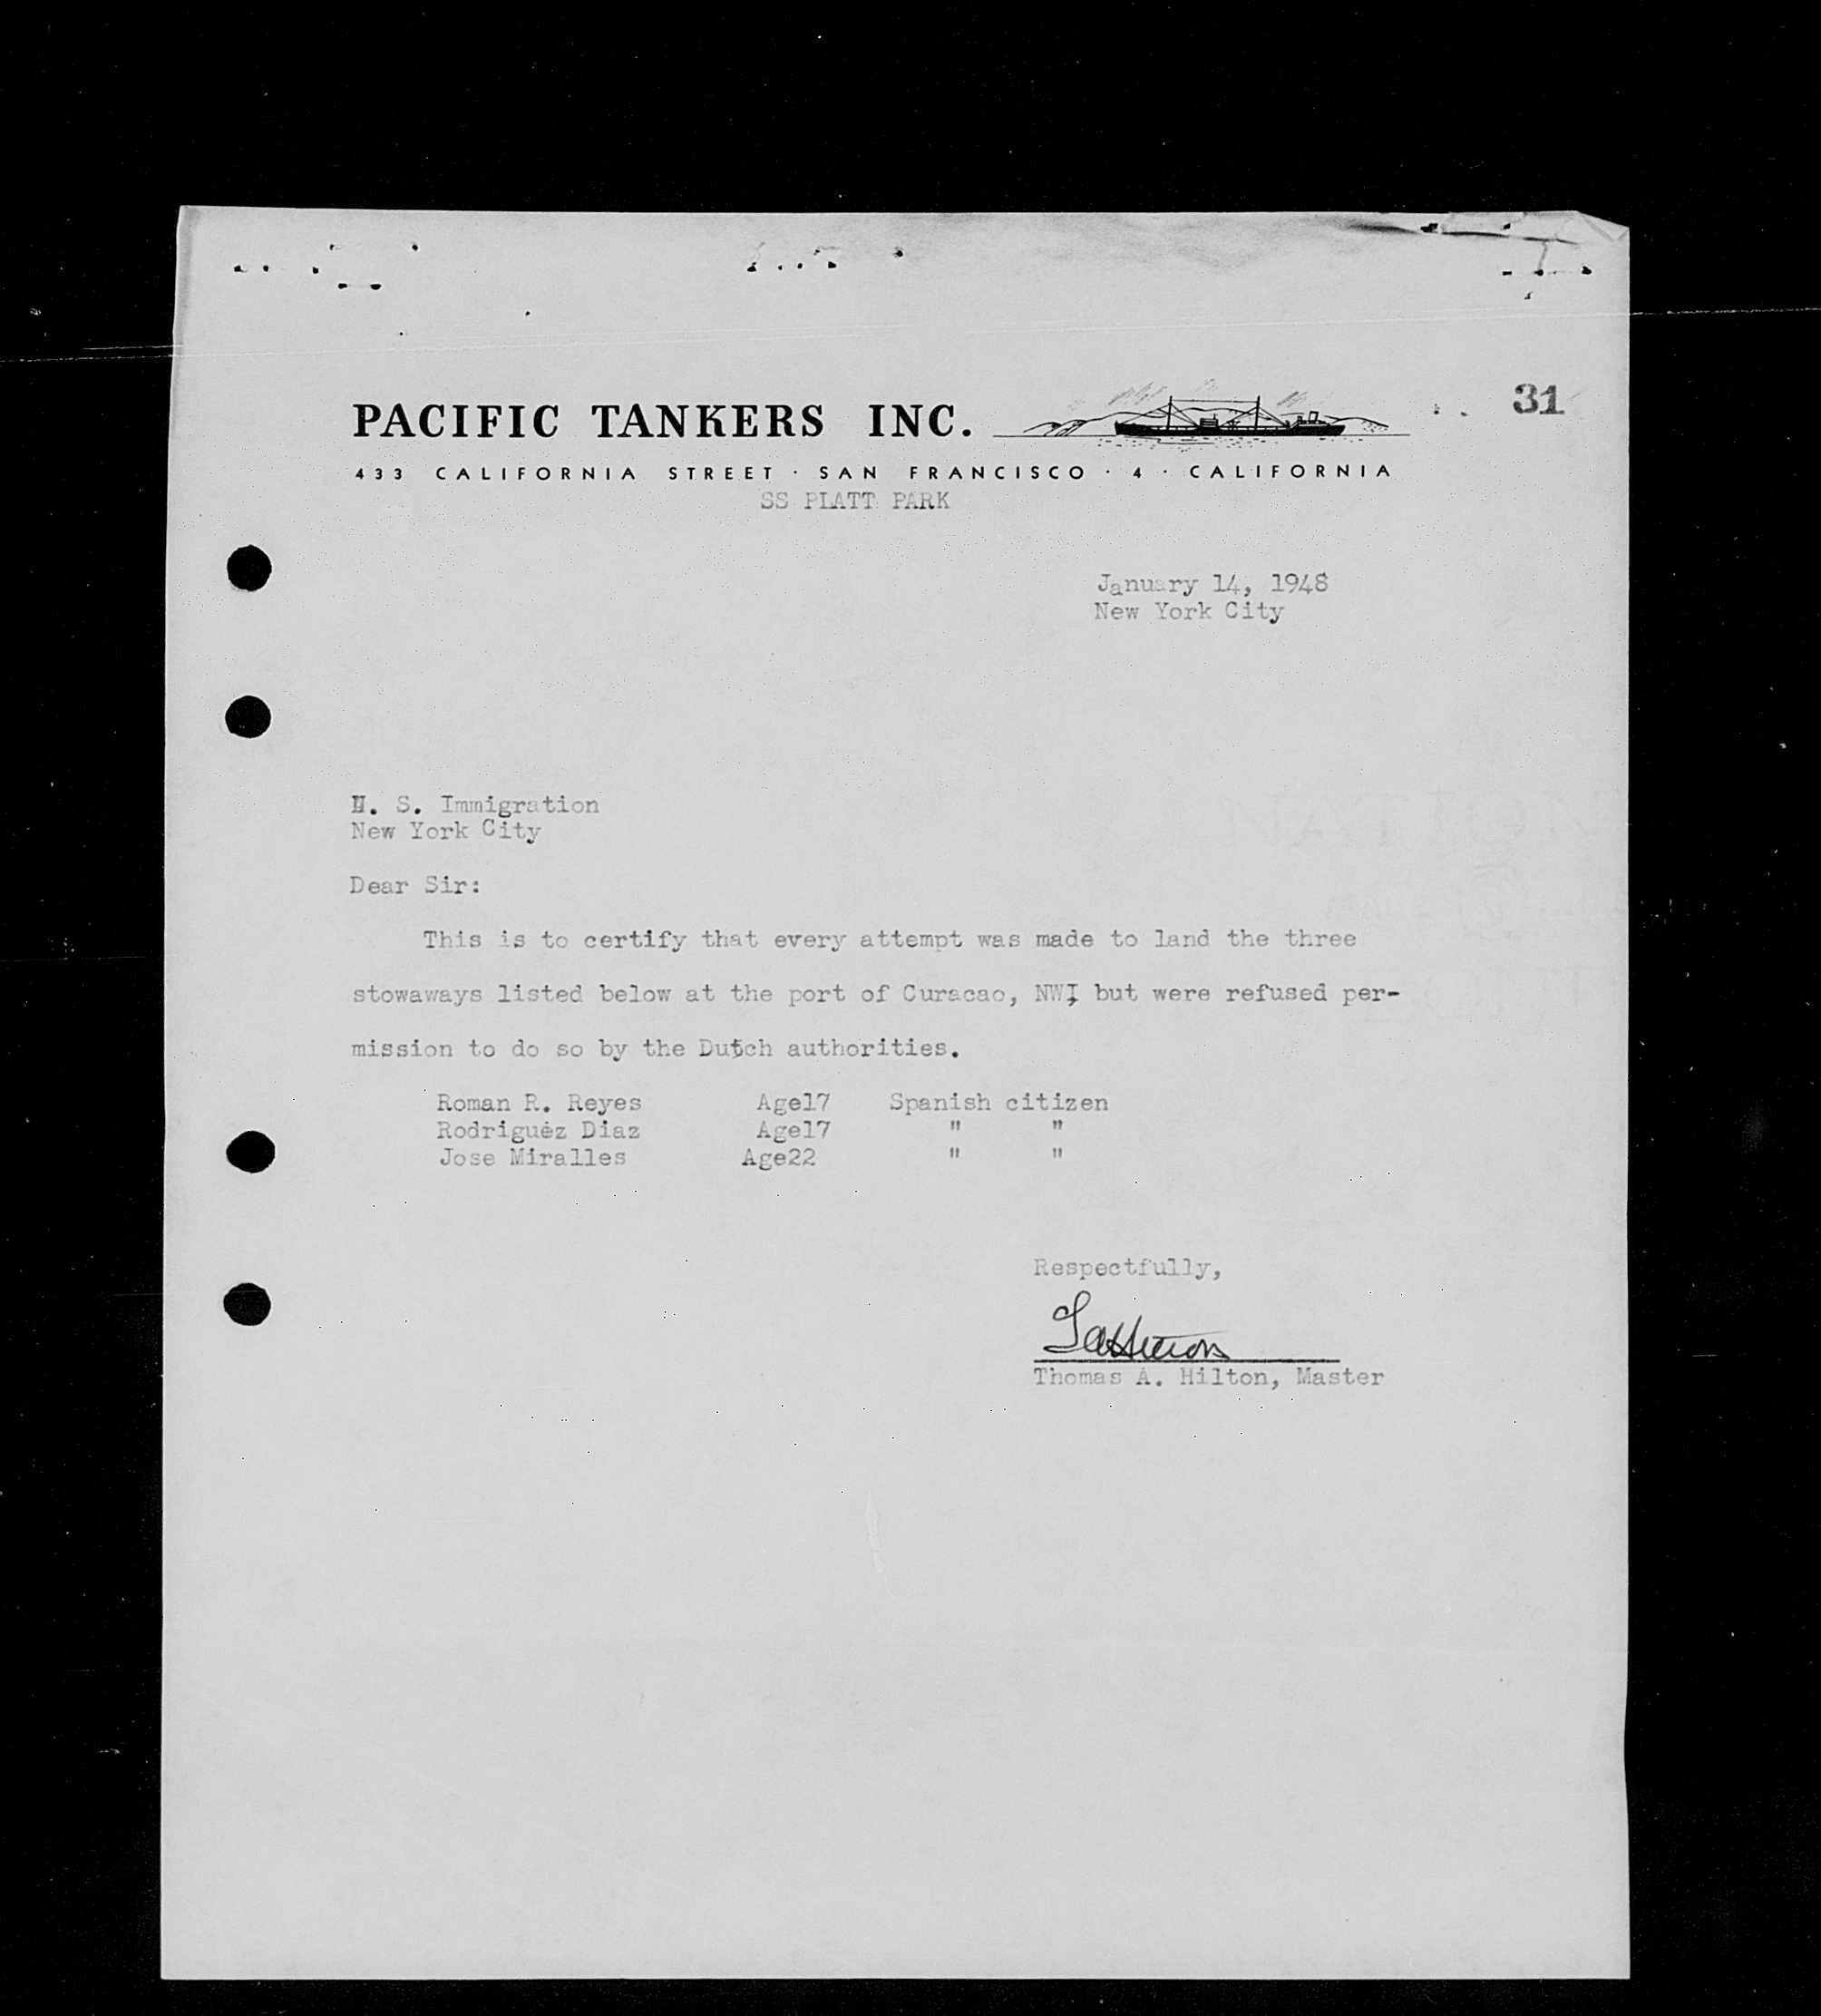 31
PACIFIC TANKERS INC.
433 CALIFORNIA STREET · SAN FRANCISCO · 4 · CALIFORNIA
SS PLATT PARK
January 14, 1948
New York City
U. S. Immigration
New York City
Dear Sir:
This is to certify that every attempt was made to land the three
stowaways listed below at the port of Curacao, NWI, but were refused per-
mission to do so by the Dutch authorities.
Roman R. Reyes Age17 Spanish citizen
Rodriguez Diaz Age17 " "
Jose Miralles Age22 " "
Respectfully,
Thomas A. Hilton, Master